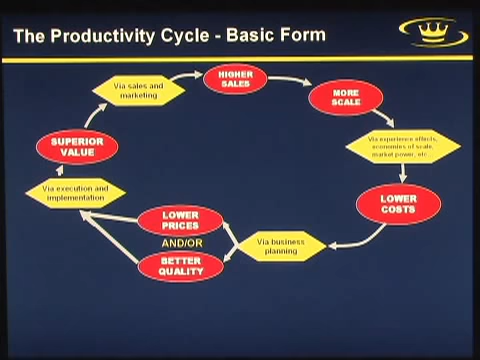 The Productivity Cycle - Basic Form
Via sales and
marketing
HIGHER
SALES
MORE
SCALE
Via experience effects,
economies of scale,
market power, etc
LOWER
COSTS
Via business
planning
LOWER
PRICES
AND/OR
BETTER
QUALITY
Via execution and
implementation
SUPERIOR
VALUE